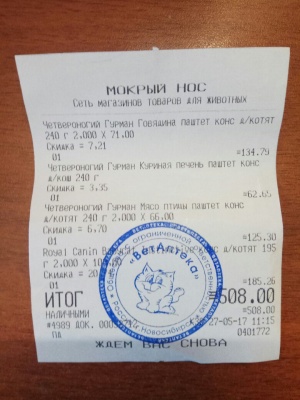 МОКРЫЙ НОС
Сеть магазинов товаров для животных
Четвероногий Гурман Говядина паштет конс д/котят
240 г 2.000 X 71.00
Скидка = 7.21
01 =134.79
Четвероногий Гурман Куриная печень паштет конс
д/кош 240 г
Скидка = 3.35
01 =62.65
Четвероногий Гурман Мясо птицы паштет конс
д/котят 240 г 2.000 X 66.00
Скидка = 6.70
01 =125.30
Royal Canin д/котят 195
г 2.000 X
Скидка = 20
01 =185.26
ИТОГ =508.00
НАЛИЧНЫМИ =508.00
#4989 ДОК. 27-05-17 11:15
ПД 0401772
ЖДЕМ ВАС СНОВА
"ВетАптека"